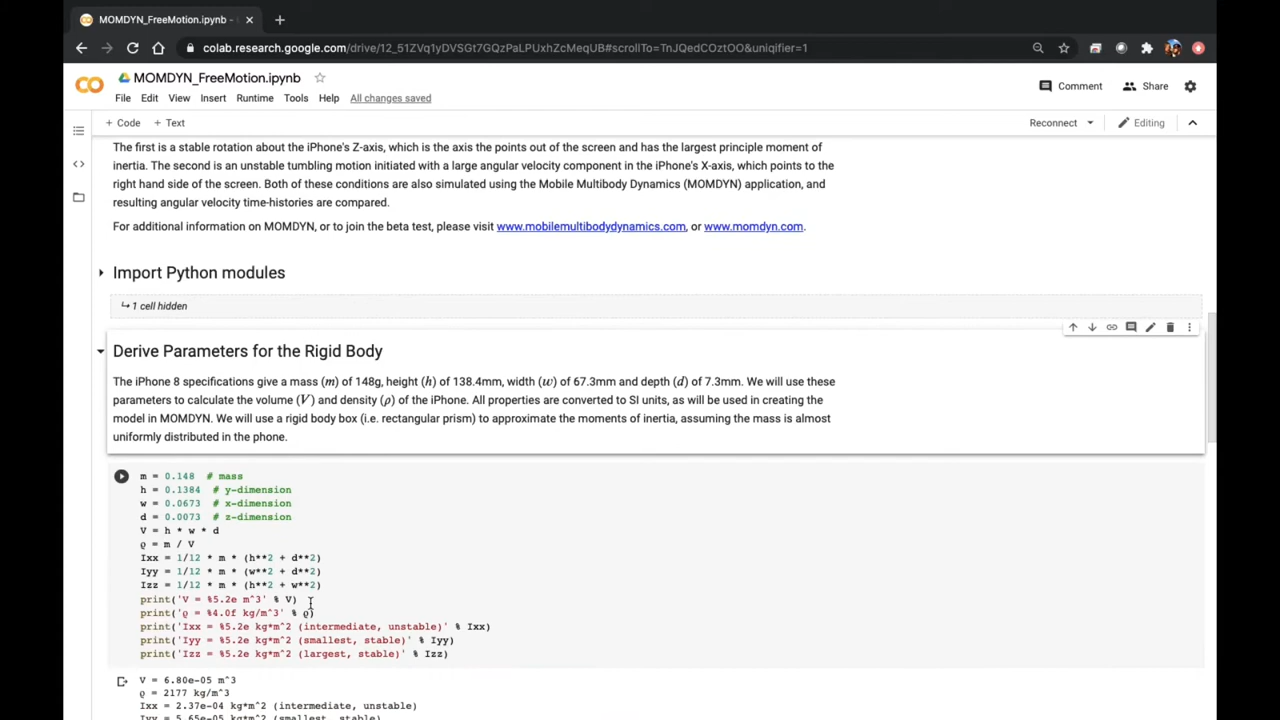 MOMDYN_FreeMotion.ipynb -
colab.research.google.com/drive/12_51ZVq1yDVSGt7GQzPaLPUxhZcMeqUB#scrollTo=TnJQedCOztOO&uniqifier=1
CO
MOMDYN_FreeMotion.ipynb
File Edit View Insert Runtime Tools Help All changes saved
Comment Share
+ Code + Text
Reconnect Editing
The first is a stable rotation about the iPhone's Z-axis, which is the axis the points out of the screen and has the largest principle moment of
inertia. The second is an unstable tumbling motion initiated with a large angular velocity component in the iPhone's X-axis, which points to the
right hand side of the screen. Both of these conditions are also simulated using the Mobile Multibody Dynamics (MOMDYN) application, and
resulting angular velocity time-histories are compared.
For additional information on MOMDYN, or to join the beta test, please visit www.mobilemultibodydynamics.com, or www.momdyn.com.
Import Python modules
↳ 1 cell hidden
Derive Parameters for the Rigid Body
The iPhone 8 specifications give a mass (m) of 148g, height (h) of 138.4mm, width (w) of 67.3mm and depth (d) of 7.3mm. We will use these
parameters to calculate the volume (V) and density (ρ) of the iPhone. All properties are converted to SI units, as will be used in creating the
model in MOMDYN. We will use a rigid body box (i.e. rectangular prism) to approximate the moments of inertia, assuming the mass is almost
uniformly distributed in the phone.
m = 0.148 # mass
h = 0.1384 # y-dimension
w = 0.0673 # x-dimension
d = 0.0073 # z-dimension
V = h * w * d
ρ = m / V
Ixx = 1/12 * m * (h**2 + d**2)
Iyy = 1/12 * m * (w**2 + d**2)
Izz = 1/12 * m * (h**2 + w**2)
print('V = %5.2e m^3' % V)
print('ρ = %4.0f kg/m^3' % ρ)
print('Ixx = %5.2e kg*m^2 (intermediate, unstable)' % Ixx)
print('Iyy = %5.2e kg*m^2 (smallest, stable)' % Iyy)
print('Izz = %5.2e kg*m^2 (largest, stable)' % Izz)
V = 6.80e-05 m^3
ρ = 2177 kg/m^3
Ixx = 2.37e-04 kg*m^2 (intermediate, unstable)
Iyy = 5.65e-05 kg*m^2 (smallest, stable)